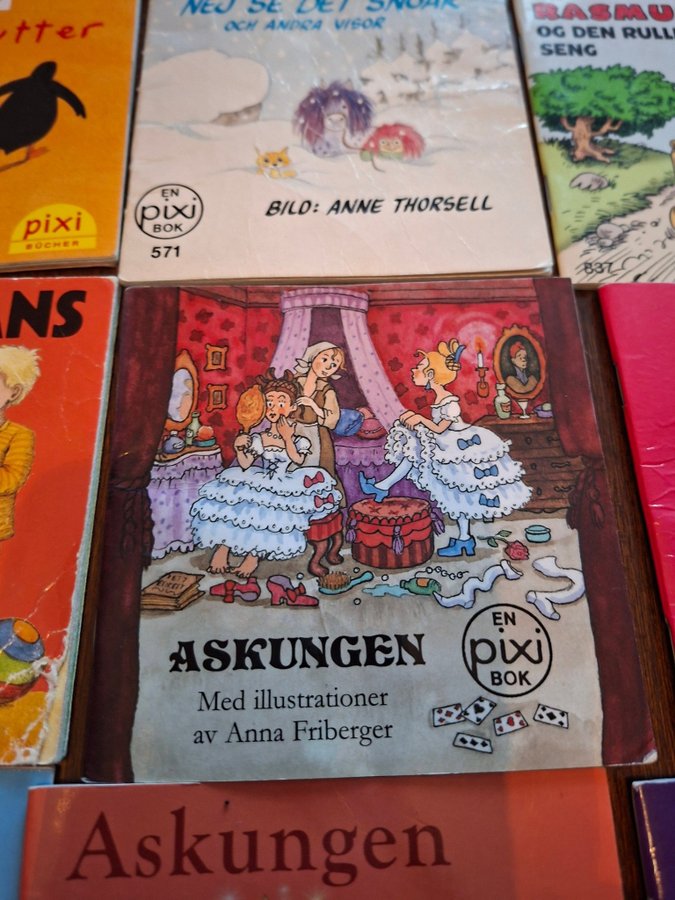 utter
pixi
BÜCHER
NEJ SE DET SNÖAR
OCH ANDRA VISOR
EN
pixi
BOK
571
BILD: ANNE THORSELL
RASMU
OG DEN RULL
SENG
837
ANS
ASKUNGEN
Med illustrationer
av Anna Friberger
EN
pixi
BOK
Askungen